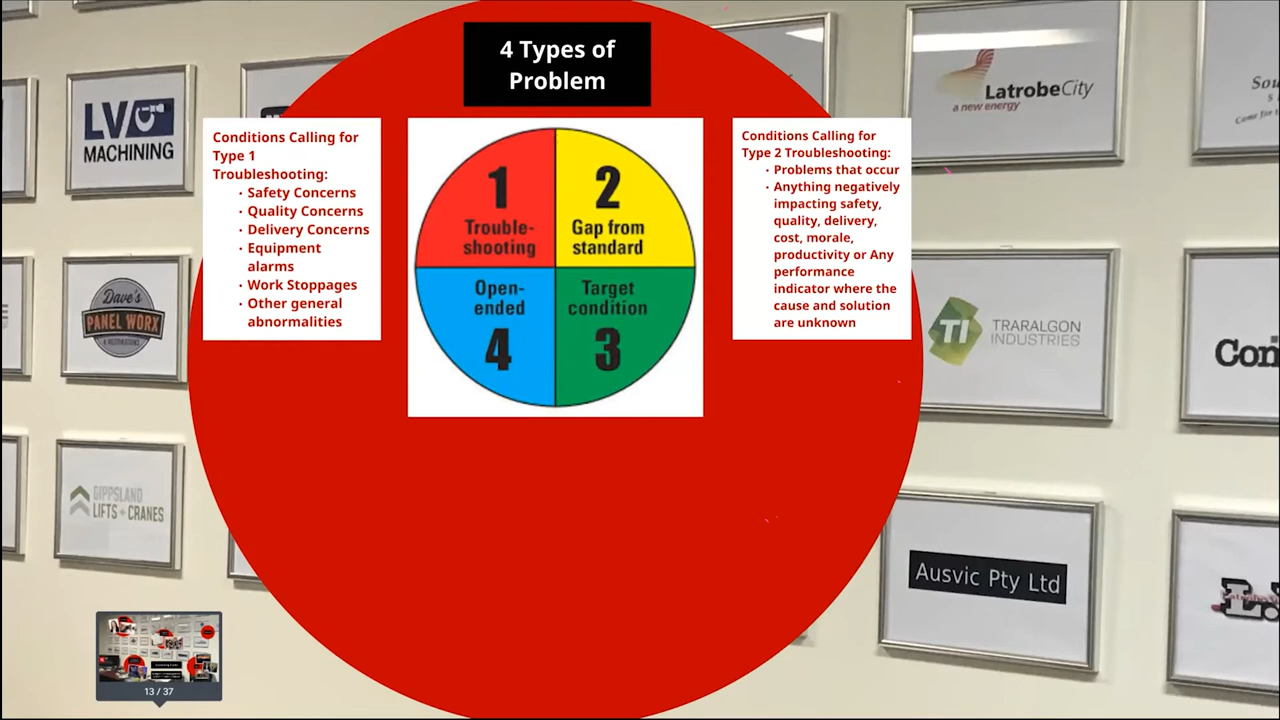 4 Types of
Problem
Conditions Calling for
Type 1
Troubleshooting:
· Safety Concerns
· Quality Concerns
· Delivery Concerns
· Equipment
alarms
· Work Stoppages
· Other general
abnormalities
1
Trouble-
shooting
2
Gap from
standard
Open-
ended
4
Target
condition
3
Conditions Calling for
Type 2 Troubleshooting:
· Problems that occur
· Anything negatively
impacting safety,
quality, delivery,
cost, morale,
productivity or Any
performance
indicator where the
cause and solution
are unknown
LV
MACHINING
Dave's
PANEL WORX
GIPPSLAND
LIFTS + CRANES
LatrobeCity
a new energy
TI
TRARALGON
INDUSTRIES
Ausvic Pty Ltd
13 / 37